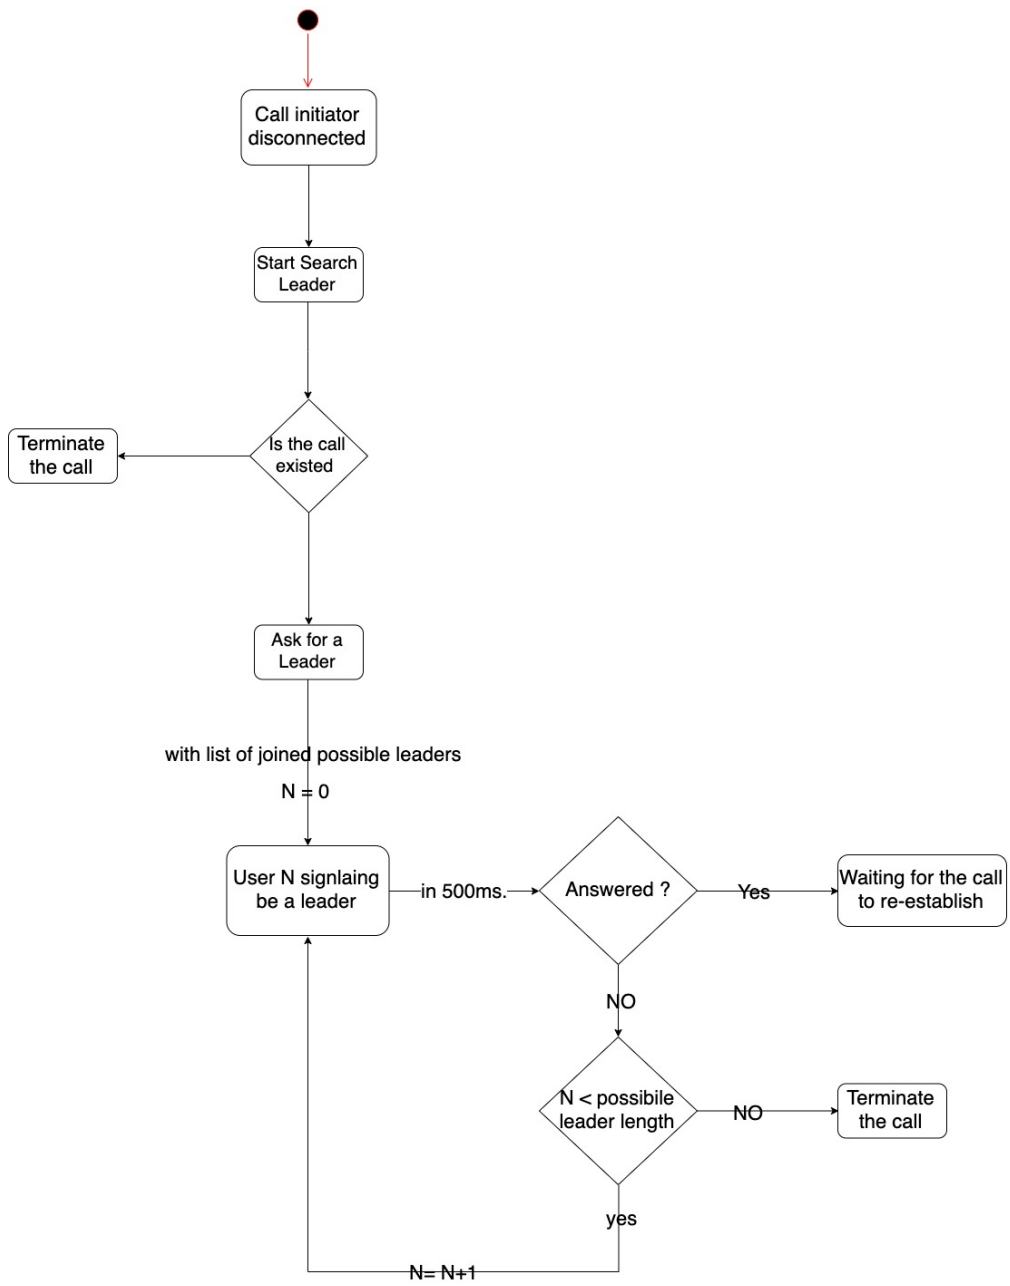 Call initiator
disconnected
Start Search
Leader
Is the call
existed
Terminate
the call
Ask for a
Leader
with list of joined possible leaders
N = 0
User N signlaing
be a leader
in 500ms.
Answered ?
Yes
Waiting for the call
to re-establish
NO
N < possibile
leader length
NO
Terminate
the call
yes
N= N+1